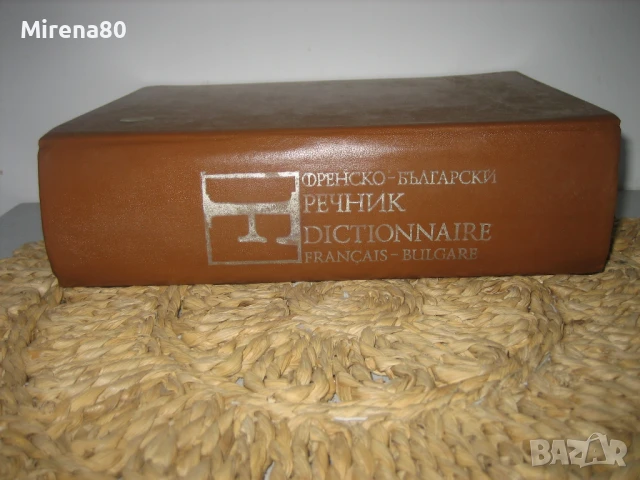 Mirena80
ФРЕНСКО-БЪЛГАРСКИ
РЕЧНИК
DICTIONNAIRE
FRANÇAIS-BULGARE
BAZAR